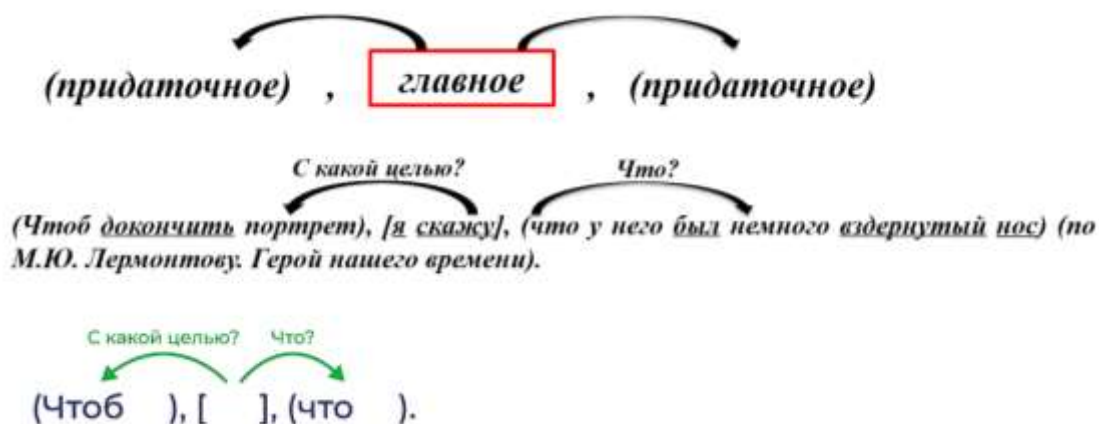 (придаточное) , главное , (придаточное)
С какой целью? Что?
(Чтоб докончить портрет), [я скажу], (что у него был немного вздернутый нос) (по
М.Ю. Лермонтову. Герой нашего времени).
С какой целью? Что?
(Чтоб ), [ ], (что ).